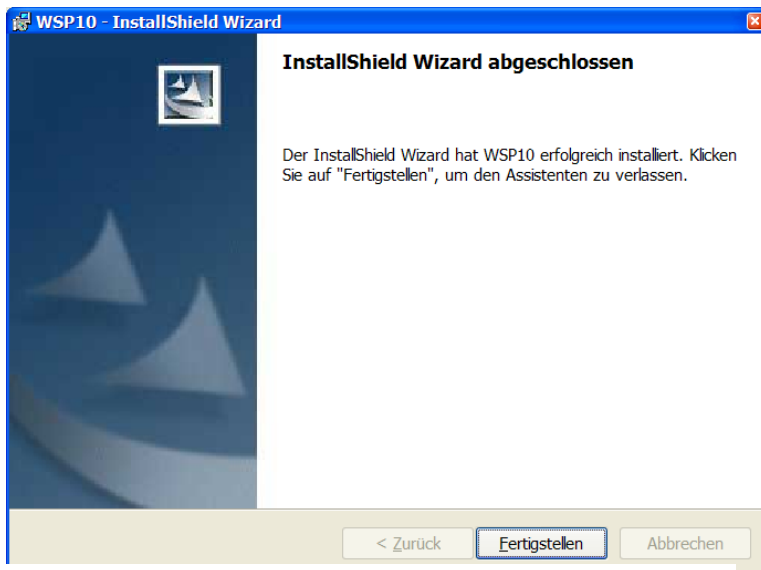 WSP10 - InstallShield Wizard
InstallShield Wizard abgeschlossen
Der InstallShield Wizard hat WSP10 erfolgreich installiert. Klicken
Sie auf "Fertigstellen", um den Assistenten zu verlassen.
< Zurück
Fertigstellen
Abbrechen